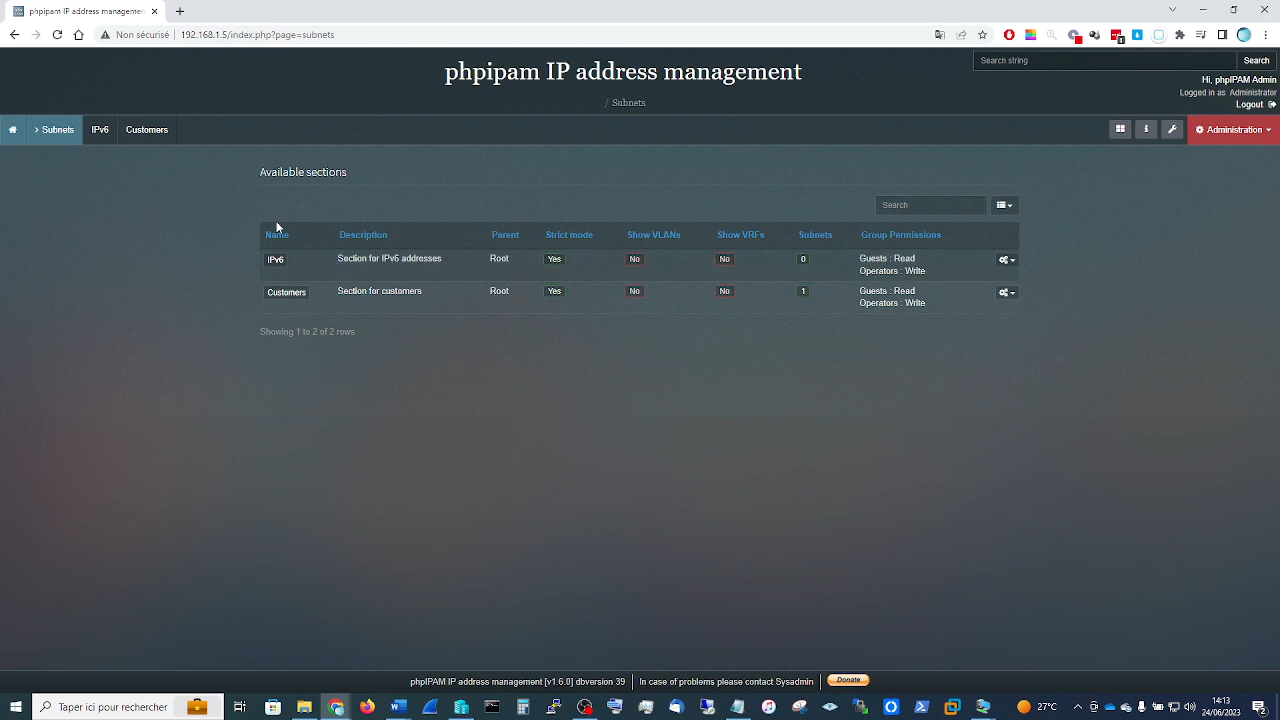 phpipam IP address managemen
Non sécurisé
192.168.1.5/index.php?page=subnets
phpipam IP address management
Search string
Search
Hi, phpIPAM Admin
Logged in as Administrator
Logout
/ Subnets
Subnets
IPv6
Customers
Administration
Available sections
Search
Name Description Parent Strict mode Show VLANs Show VRFs Subnets Group Permissions
IPv6 Section for IPv6 addresses Root Yes No No 0 Guests : Read
Operators : Write
Customers Section for customers Root Yes No No 1 Guests : Read
Operators : Write
Showing 1 to 2 of 2 rows
phpIPAM IP address management [v1.6.0] dbversion 39
In case of problems please contact Sysadmin
Donate
Taper ici pour rechercher
27°C
14:13
24/06/2023